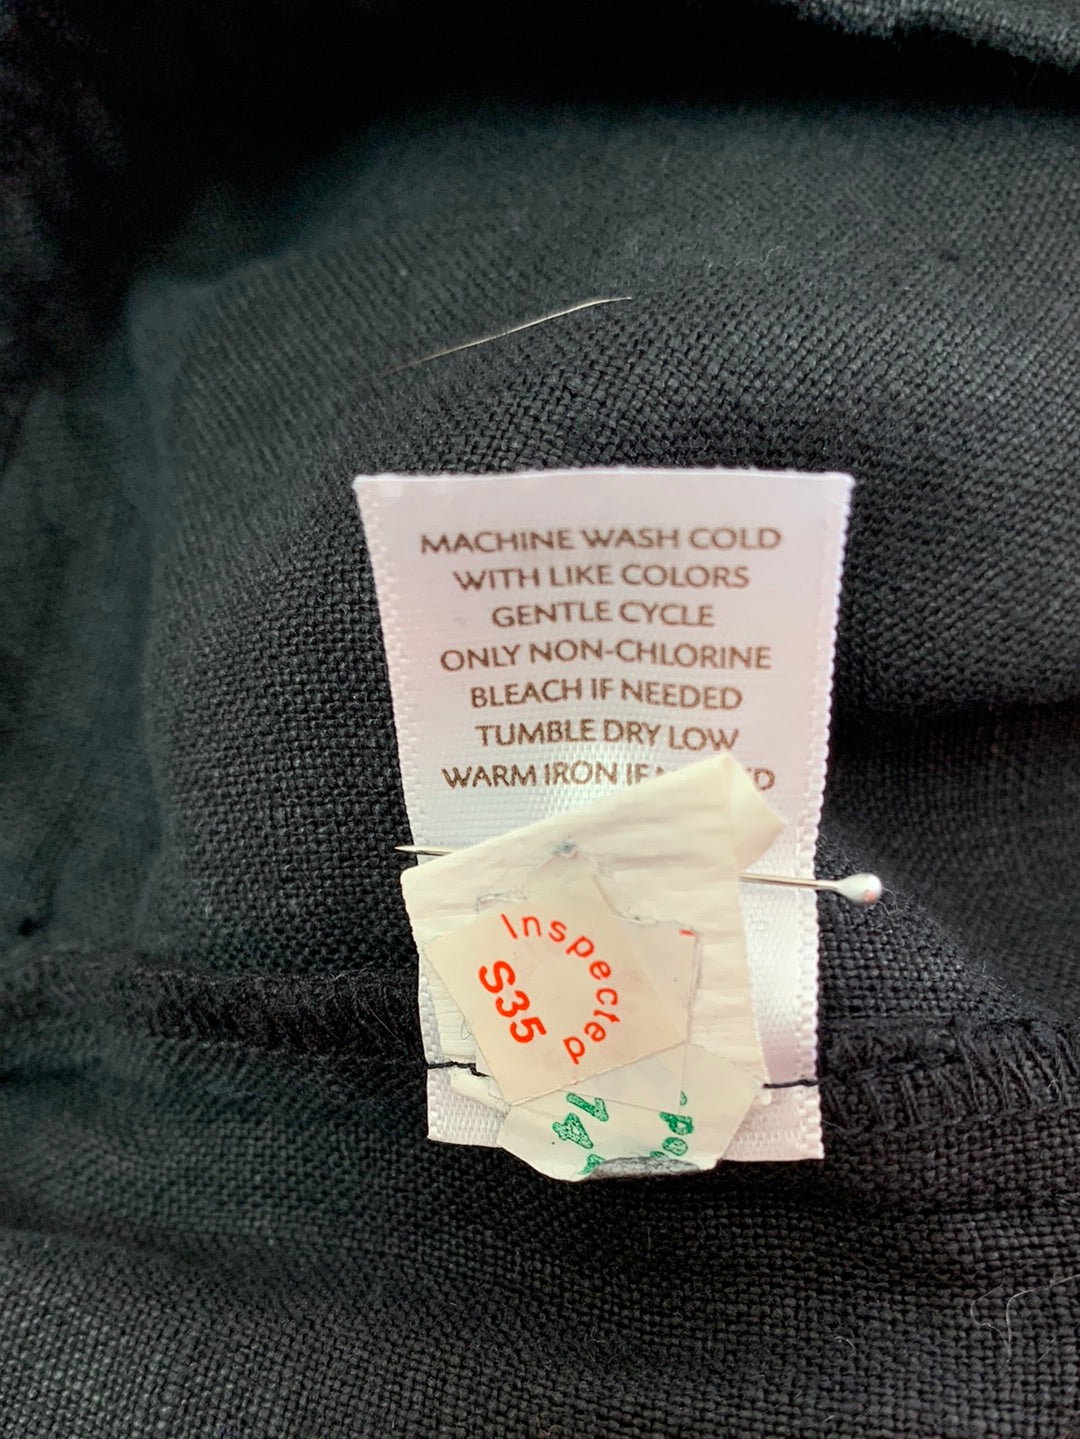 MACHINE WASH COLD
WITH LIKE COLORS
GENTLE CYCLE
ONLY NON-CHLORINE
BLEACH IF NEEDED
TUMBLE DRY LOW
WARM IRON IF
Inspected
S35